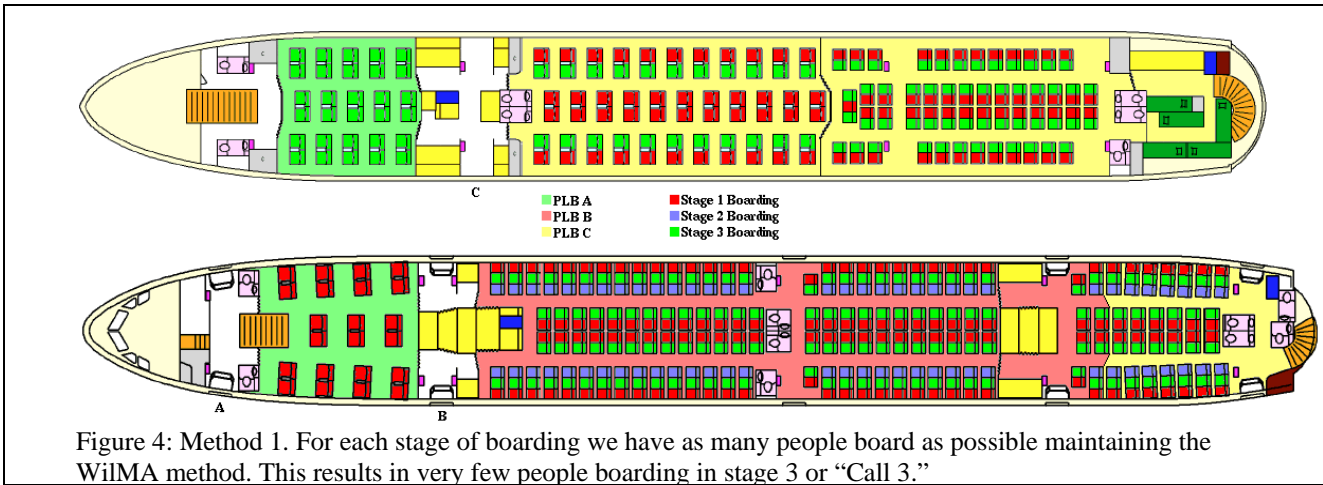 C
PLB A Stage 1 Boarding
PLB B Stage 2 Boarding
PLB C Stage 3 Boarding
A
B
Figure 4: Method 1. For each stage of boarding we have as many people board as possible maintaining the
WilMA method. This results in very few people boarding in stage 3 or “Call 3.”